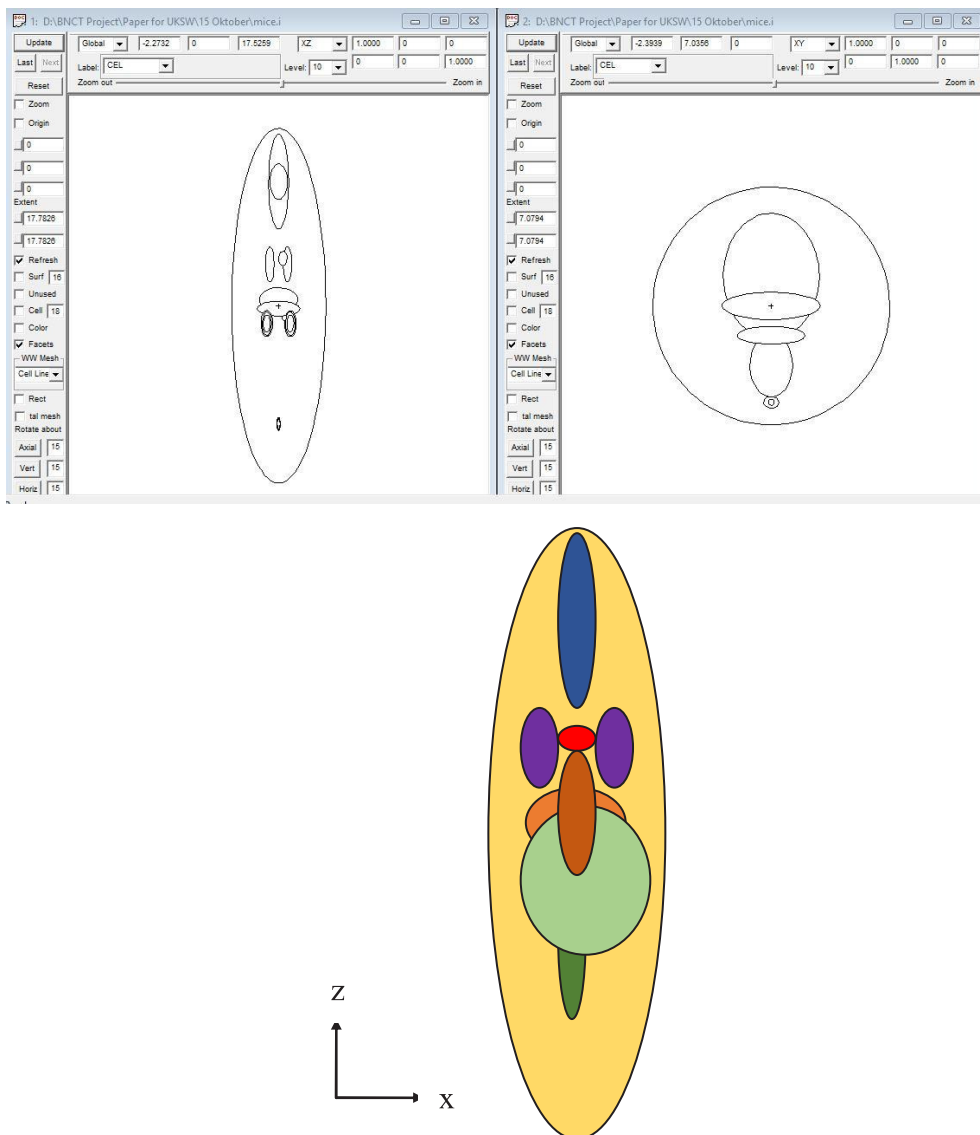 1: D:\BNCT Project\Paper for UKSW\15 Oktober\mice.i
Update Global -2.2732 0 17.5259 XZ 1.0000 0 0
Last Next Label: CEL Level: 10 0 0 1.0000
Reset Zoom out Zoom in
Zoom
Origin
0
0
0
Extent
17.7826
17.7826
Refresh
Surf 16
Unused
Cell 18
Color
Facets
WW Mesh
Cell Line
Rect
tal mesh
Rotate about
Axial 15
Vert 15
Horiz 15
2: D:\BNCT Project\Paper for UKSW\15 Oktober\mice.i
Update Global -2.3939 7.0356 0 XY 1.0000 0 0
Last Next Label: CEL Level: 10 0 1.0000 0
Reset Zoom out Zoom in
Zoom
Origin
0
0
0
Extent
7.0794
7.0794
Refresh
Surf 16
Unused
Cell 18
Color
Facets
WW Mesh
Cell Line
Rect
tal mesh
Rotate about
Axial 15
Vert 15
Horiz 15
Z
X